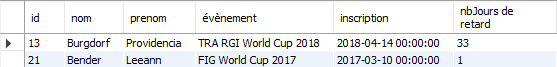 id nom prenom évènement inscription nbJours de retard
13 Burgdorf Providencia TRA RGI World Cup 2018 2018-04-14 00:00:00 33
21 Bender Leeann FIG World Cup 2017 2017-03-10 00:00:00 1